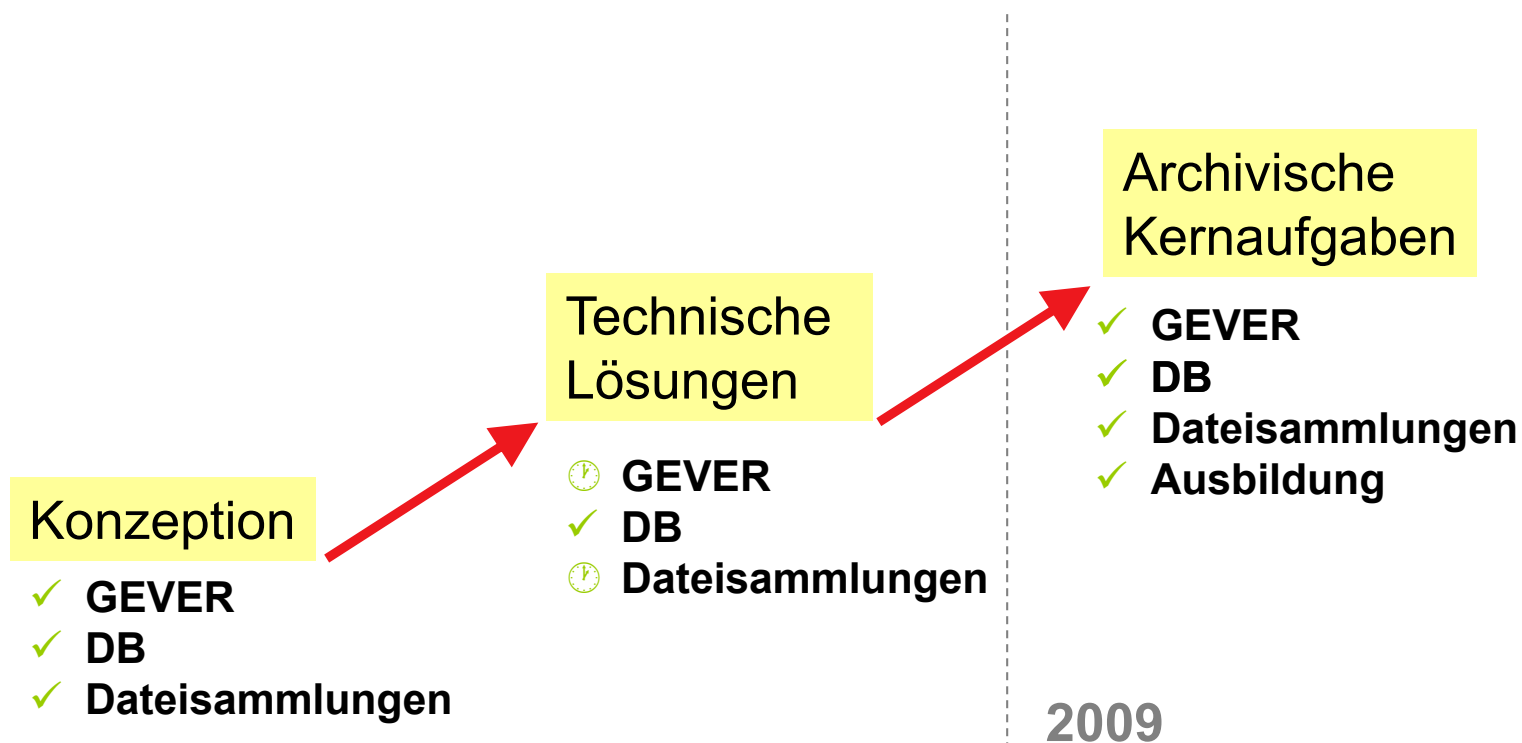 Konzeption
✓ GEVER
✓ DB
✓ Dateisammlungen
Technische
Lösungen
🕐 GEVER
✓ DB
🕐 Dateisammlungen
Archivische
Kernaufgaben
✓ GEVER
✓ DB
✓ Dateisammlungen
✓ Ausbildung
2009